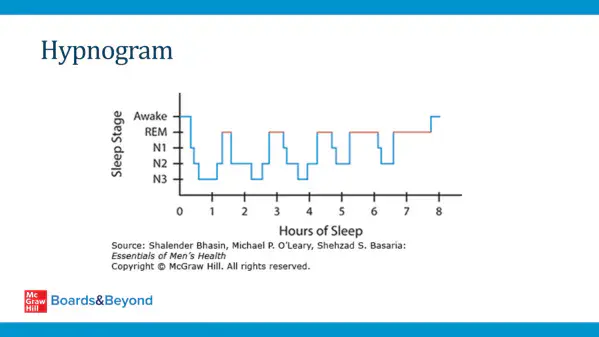 Hypnogram
Sleep Stage
Awake
REM
N1
N2
N3
0 1 2 3 4 5 6 7 8
Hours of Sleep
Source: Shalender Bhasin, Michael P. O’Leary, Shehzad S. Basaria:
Essentials of Men’s Health
Copyright © McGraw Hill. All rights reserved.
Mc
Graw
Hill
Boards&Beyond